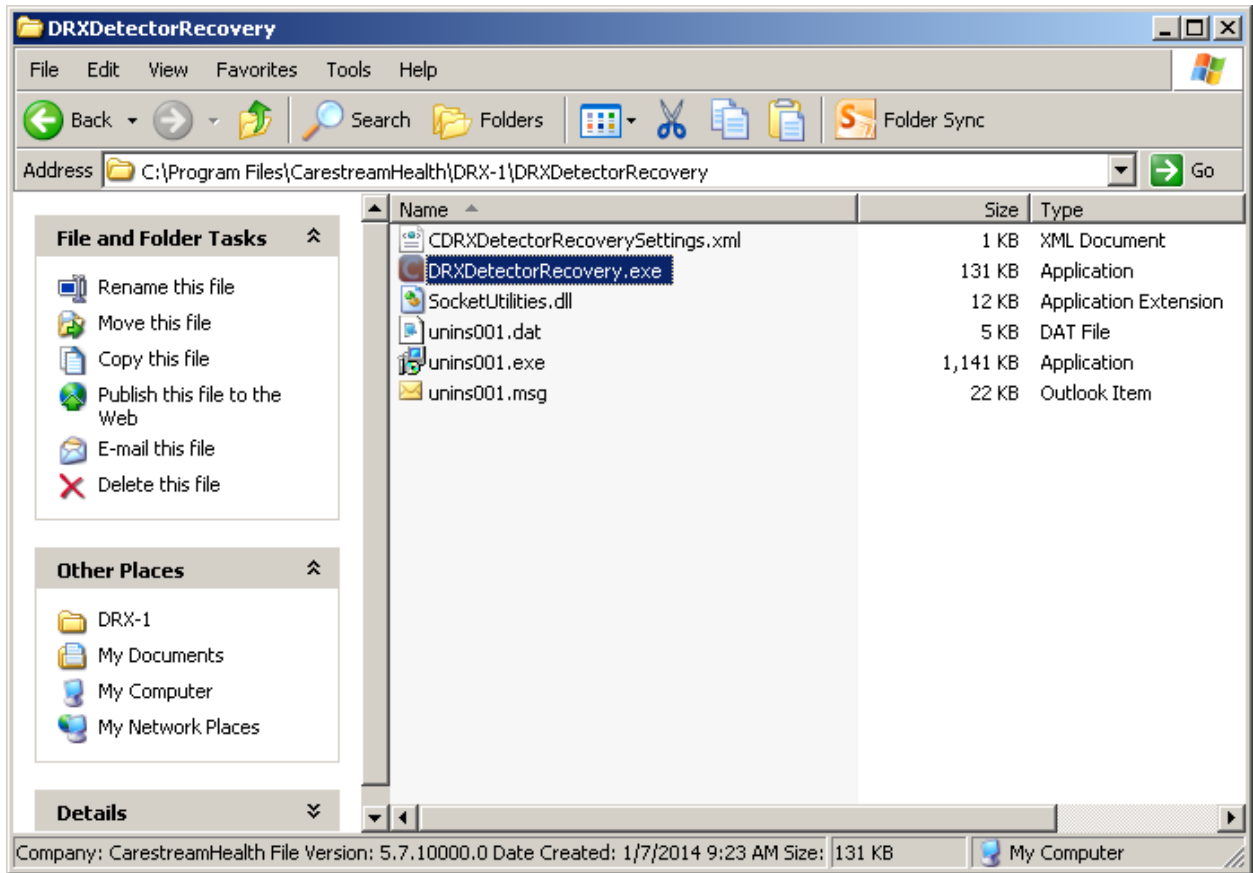 DRXDetectorRecovery
File Edit View Favorites Tools Help
Back Search Folders Folder Sync
Address C:\Program Files\CarestreamHealth\DRX-1\DRXDetectorRecovery Go
File and Folder Tasks
Rename this file
Move this file
Copy this file
Publish this file to the
Web
E-mail this file
Delete this file
Other Places
DRX-1
My Documents
My Computer
My Network Places
Details
Name Size Type
CDRXDetectorRecoverySettings.xml 1 KB XML Document
DRXDetectorRecovery.exe 131 KB Application
SocketUtilities.dll 12 KB Application Extension
unins001.dat 5 KB DAT File
unins001.exe 1,141 KB Application
unins001.msg 22 KB Outlook Item
Company: CarestreamHealth File Version: 5.7.10000.0 Date Created: 1/7/2014 9:23 AM Size: 131 KB My Computer